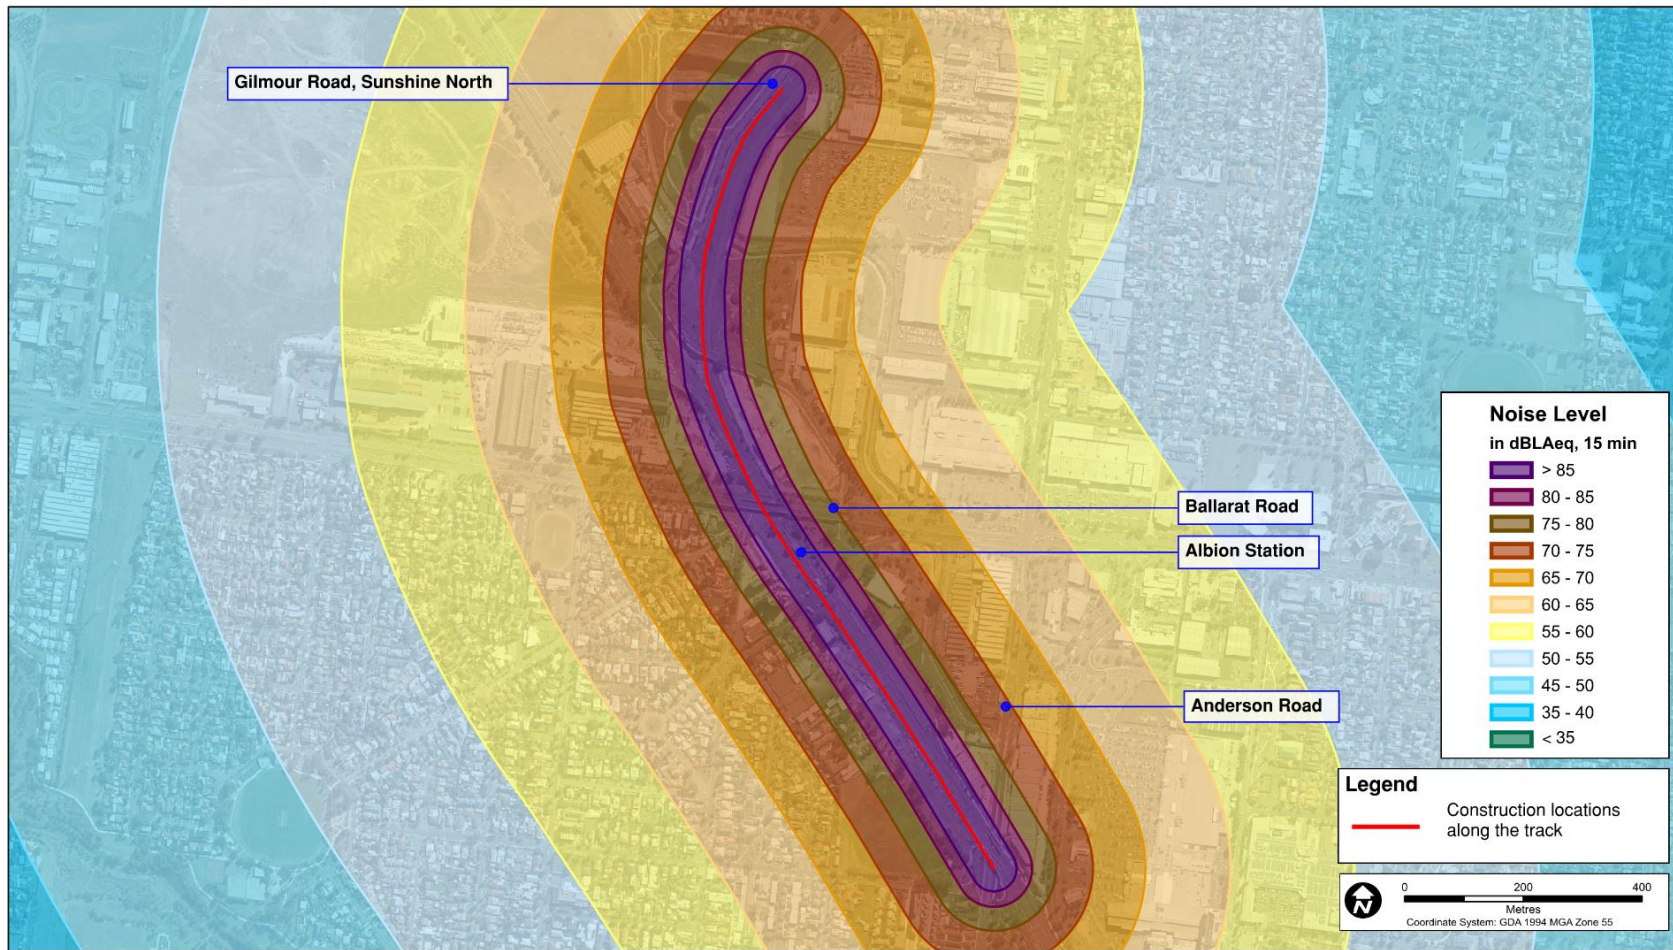 Gilmour Road, Sunshine North
Ballarat Road
Albion Station
Anderson Road
Noise Level
in dBLAeq, 15 min
> 85
80 - 85
75 - 80
70 - 75
65 - 70
60 - 65
55 - 60
50 - 55
45 - 50
35 - 40
< 35
Legend
Construction locations
along the track
N
0 200 400
Metres
Coordinate System: GDA 1994 MGA Zone 55